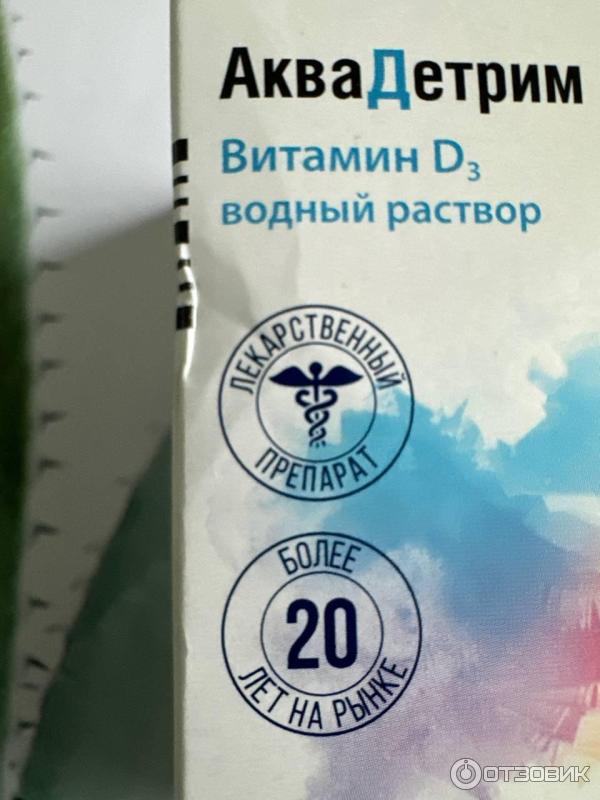 АкваДетрим
Витамин D₃
водный раствор
ЛЕКАРСТВЕННЫЙ
ПРЕПАРАТ
БОЛЕЕ
20
ЛЕТ НА РЫНКЕ
ОТЗОВИК